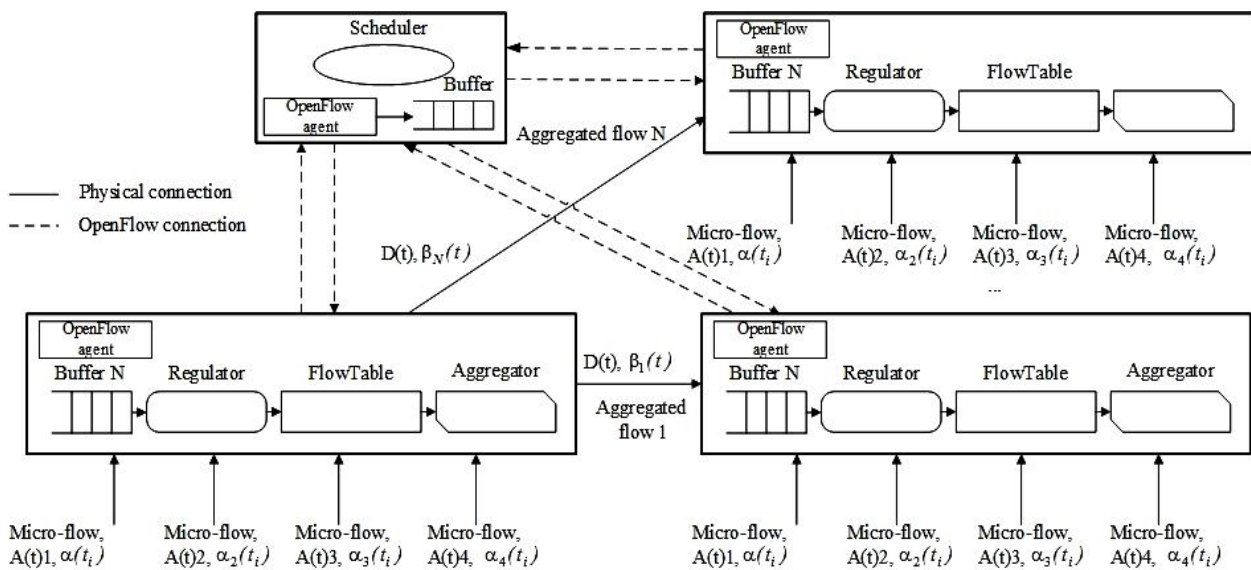 Scheduler
OpenFlow
agent
Buffer
OpenFlow
agent
Buffer N
Regulator
FlowTable
Aggregated flow N
Physical connection
OpenFlow connection
D(t), βN(t)
Micro-flow,
A(t)1, α(ti)
Micro-flow,
A(t)2, α2(ti)
Micro-flow,
A(t)3, α3(ti)
Micro-flow,
A(t)4, α4(ti)
...
OpenFlow
agent
Buffer N
Regulator
FlowTable
Aggregator
D(t), β1(t)
Aggregated
flow 1
OpenFlow
agent
Buffer N
Regulator
FlowTable
Aggregator
Micro-flow,
A(t)1, α(ti)
Micro-flow,
A(t)2, α2(ti)
Micro-flow,
A(t)3, α3(ti)
Micro-flow,
A(t)4, α4(ti)
Micro-flow,
A(t)1, α(ti)
Micro-flow,
A(t)2, α2(ti)
Micro-flow,
A(t)3, α3(ti)
Micro-flow,
A(t)4, α4(ti)